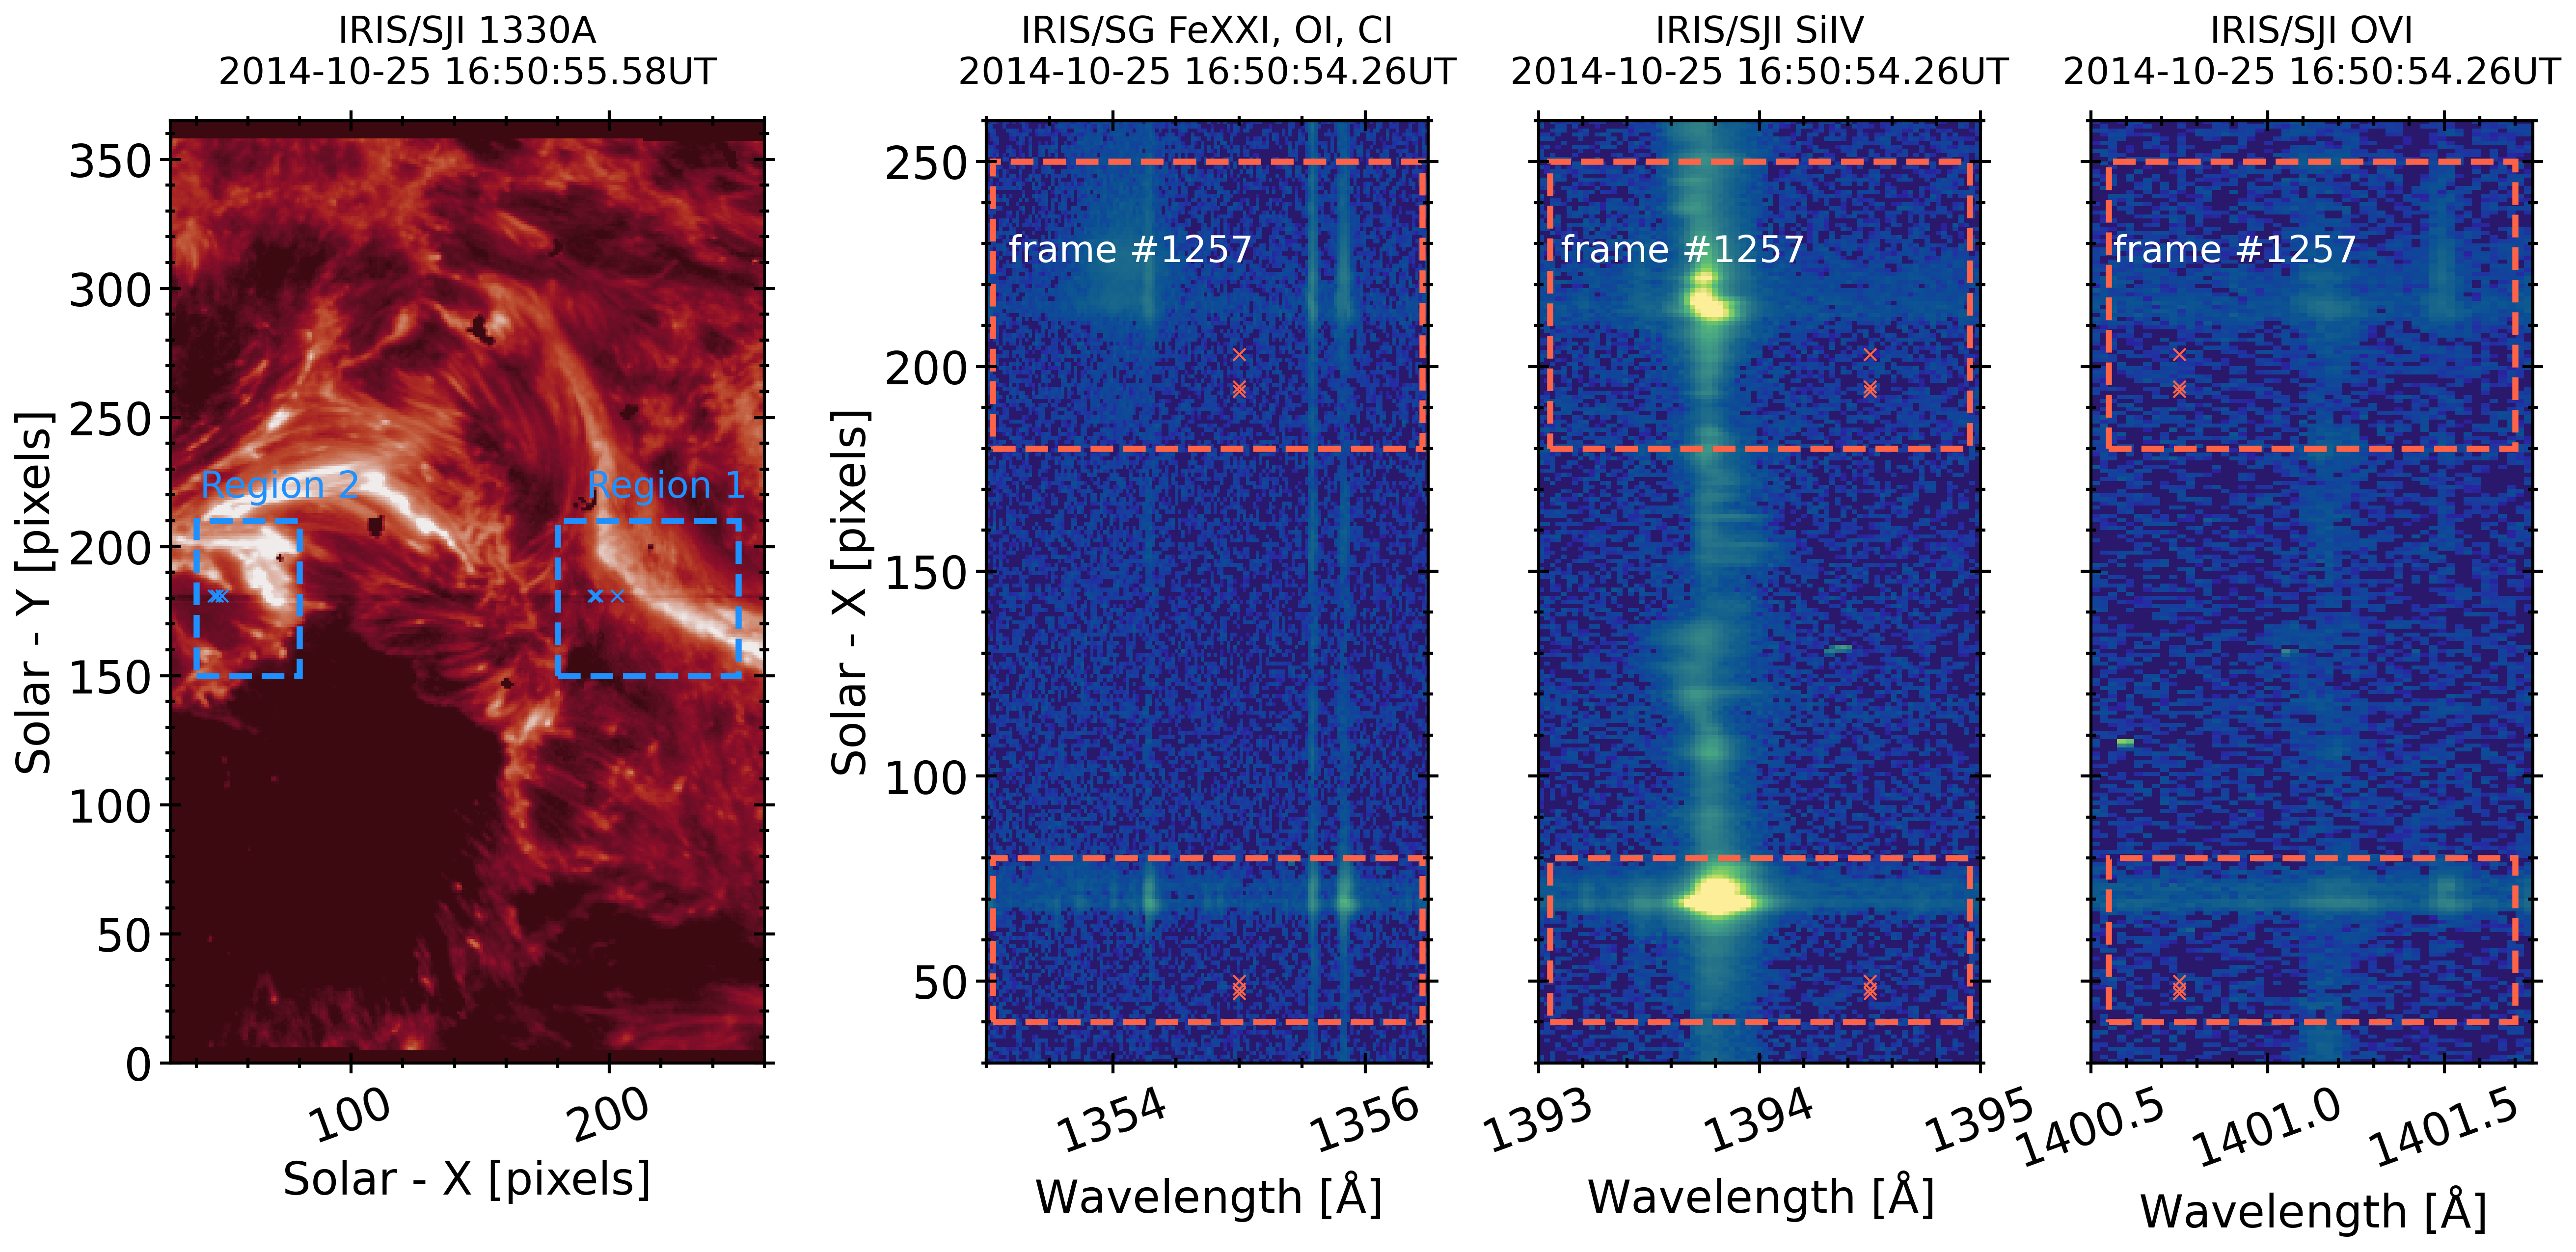 IRIS/SJI 1330A
2014-10-25 16:50:55.58UT
IRIS/SG FeXXI, OI, CI
2014-10-25 16:50:54.26UT
IRIS/SJI SiIV
2014-10-25 16:50:54.26UT
IRIS/SJI OVI
2014-10-25 16:50:54.26UT
Solar - Y [pixels]
350
300
250
200
150
100
50
0
Region 2
Region 1
100
200
Solar - X [pixels]
Solar - X [pixels]
250
200
150
100
50
frame #1257
1354
1356
Wavelength [Å]
frame #1257
1393
1394
1395
Wavelength [Å]
frame #1257
1400.5
1401.0
1401.5
Wavelength [Å]